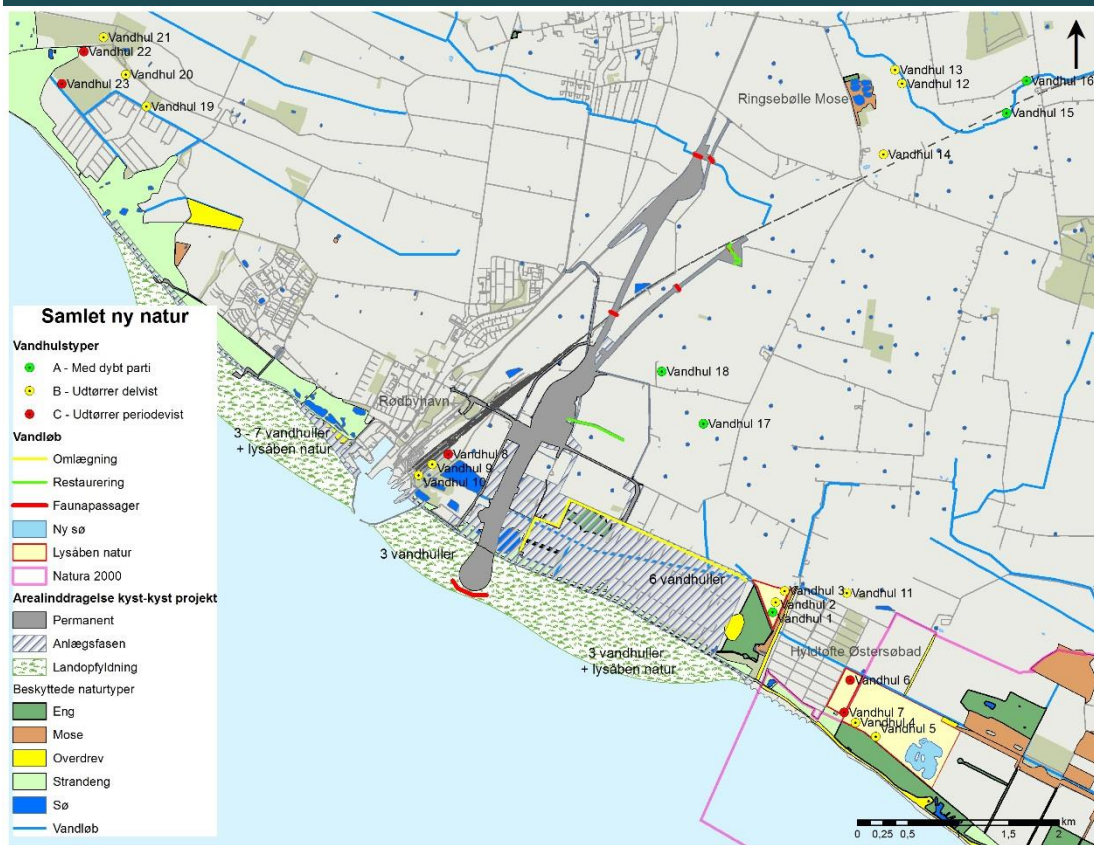 Vandhul 21
Vandhul 22
Vandhul 20
Vandhul 23
Vandhul 19
Ringsebølle Mose
Vandhul 13
Vandhul 12
Vandhul 16
Vandhul 15
Vandhul 14
Samlet ny natur
Vandhulstyper
A - Med dybt parti
B - Udtørrer delvist
C - Udtørrer periodevist
Vandløb
Omlægning
Restaurering
Faunapassager
Ny sø
Lysåben natur
Natura 2000
Arealinddragelse kyst-kyst projekt
Permanent
Anlægsfasen
Landopfyldning
Beskyttede naturtyper
Eng
Mose
Overdrev
Strandeng
Sø
Vandløb
Vandhul 18
Rødbyhavn
Vandhul 17
3 - 7 vandhuller
+ lysåben natur
Vandhul 8
Vandhul 9
Vandhul 10
3 vandhuller
6 vandhuller
Vandhul 3
Vandhul 11
Vandhul 2
Vandhul 1
3 vandhuller
+ lysåben natur
Hyldtofte Østersøbad
Vandhul 6
Vandhul 7
Vandhul 4
Vandhul 5
km
0 0,25 0,5 1 1,5 2